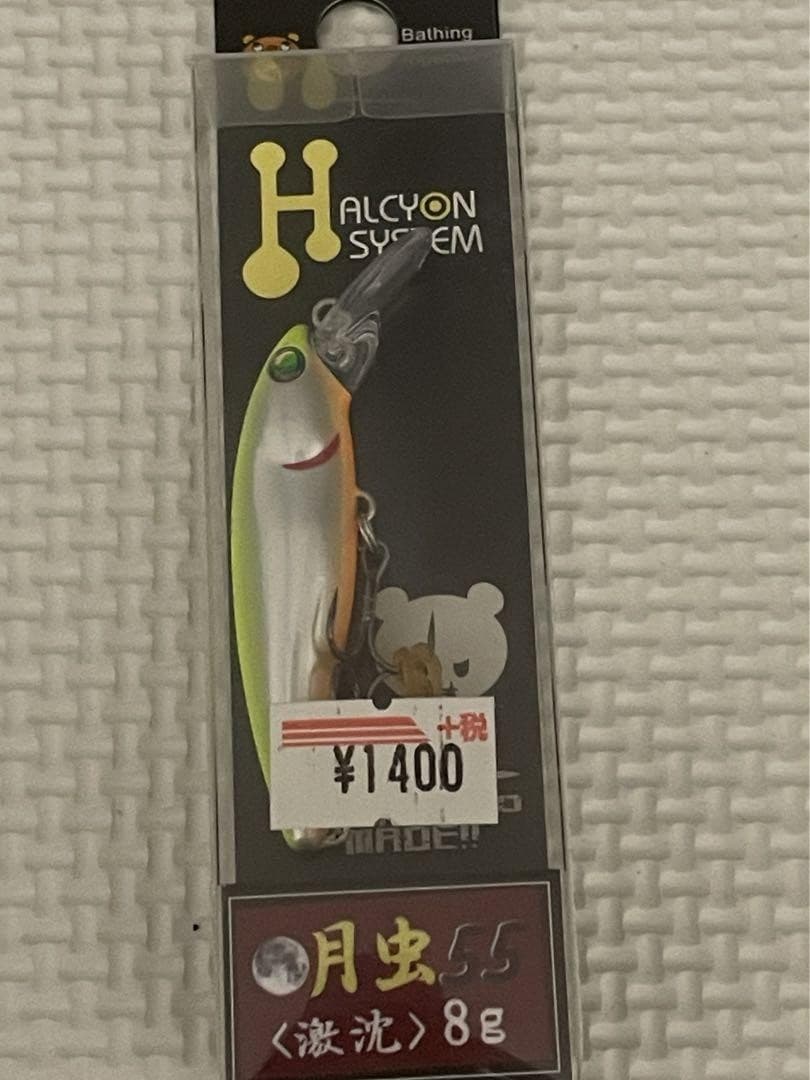 Bathing
HALCYON
SYSTEM
+税
¥1400
MADE!!
月虫55
〈激沈〉8g